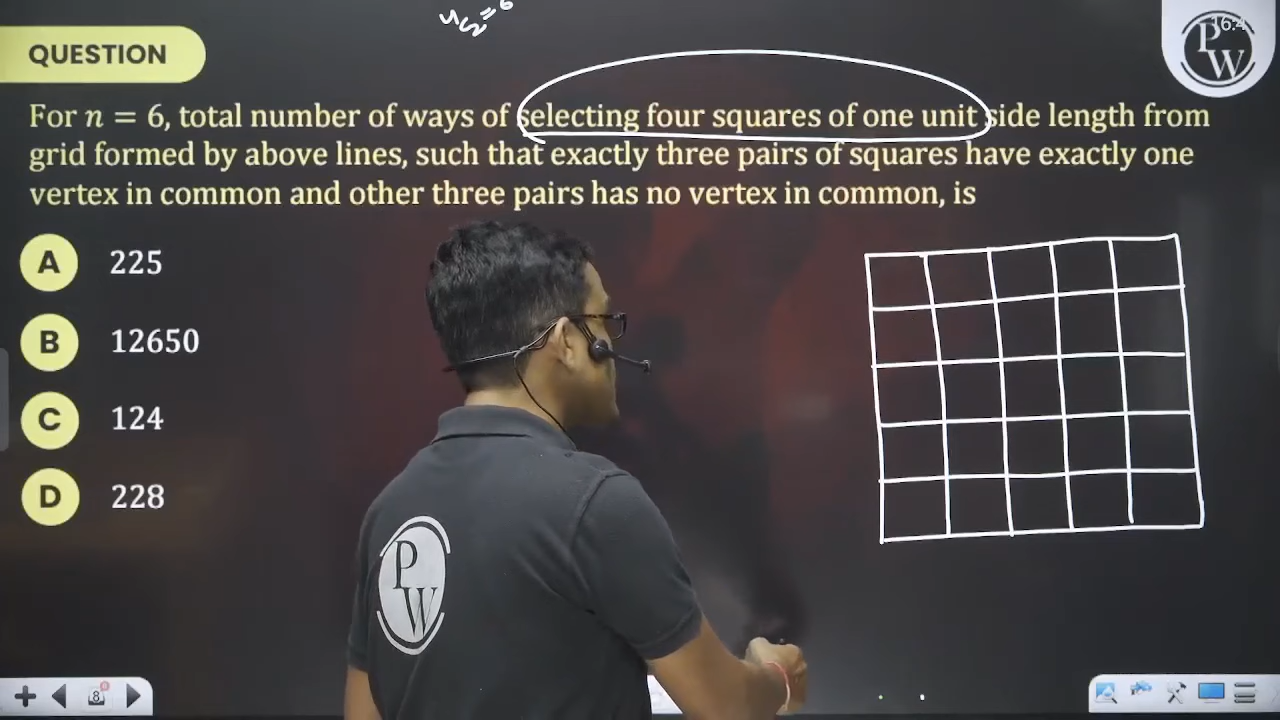 QUESTION
For n = 6, total number of ways of selecting four squares of one unit side length from
grid formed by above lines, such that exactly three pairs of squares have exactly one
vertex in common and other three pairs has no vertex in common, is
A 225
B 12650
C 124
D 228
P
W
P
W
8